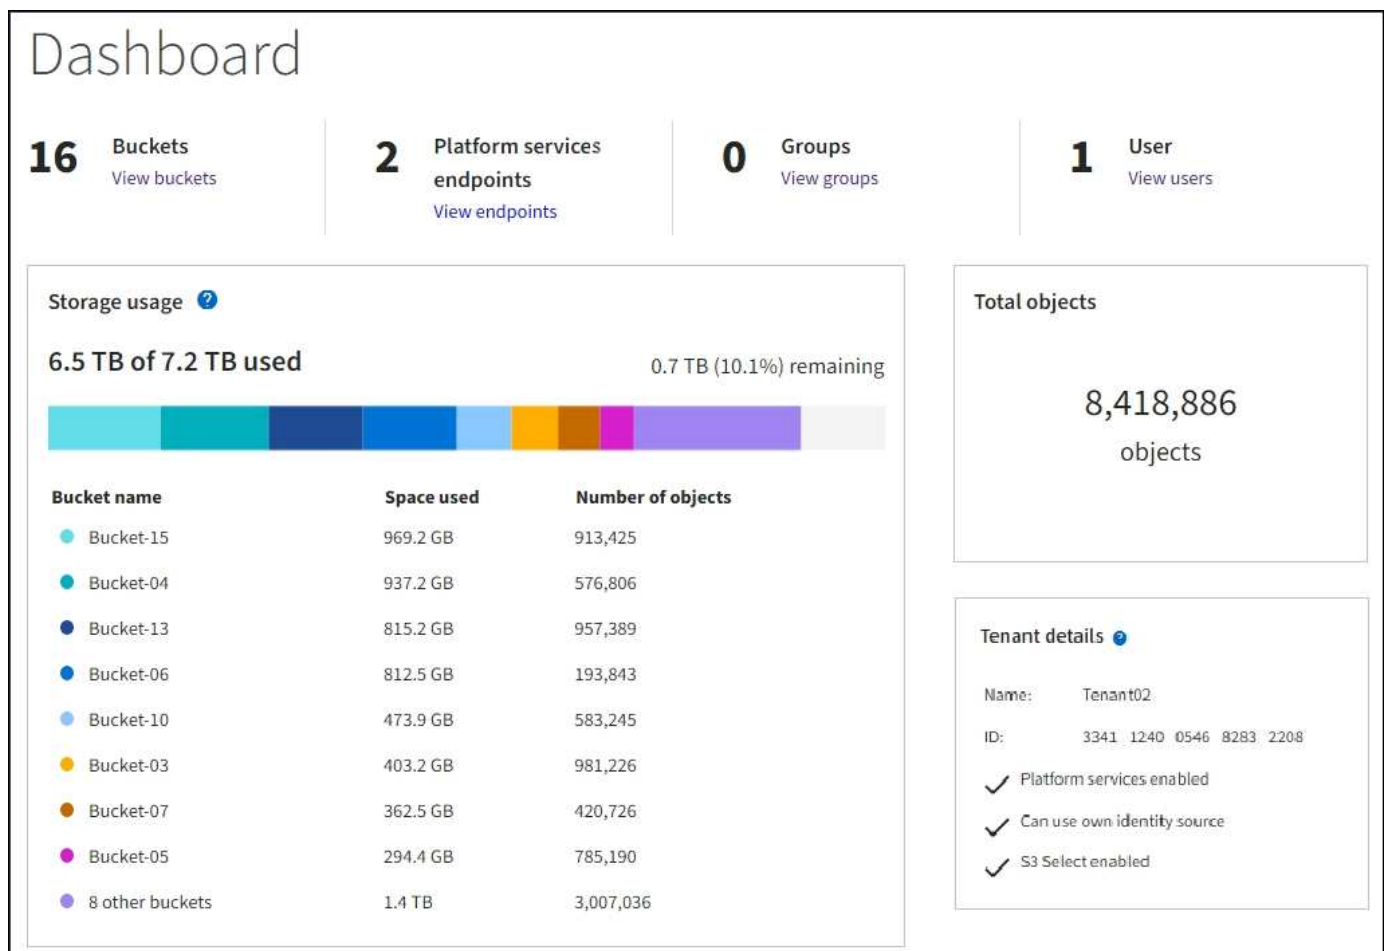 Dashboard
16 Buckets
View buckets
2 Platform services
endpoints
View endpoints
0 Groups
View groups
1 User
View users
Storage usage ?
6.5 TB of 7.2 TB used
0.7 TB (10.1%) remaining
Bucket name Space used Number of objects
Bucket-15 969.2 GB 913,425
Bucket-04 937.2 GB 576,806
Bucket-13 815.2 GB 957,389
Bucket-06 812.5 GB 193,843
Bucket-10 473.9 GB 583,245
Bucket-03 403.2 GB 981,226
Bucket-07 362.5 GB 420,726
Bucket-05 294.4 GB 785,190
8 other buckets 1.4 TB 3,007,036
Total objects
8,418,886
objects
Tenant details ?
Name: Tenant02
ID: 3341 1240 0546 8283 2208
Platform services enabled
Can use own identity source
S3 Select enabled